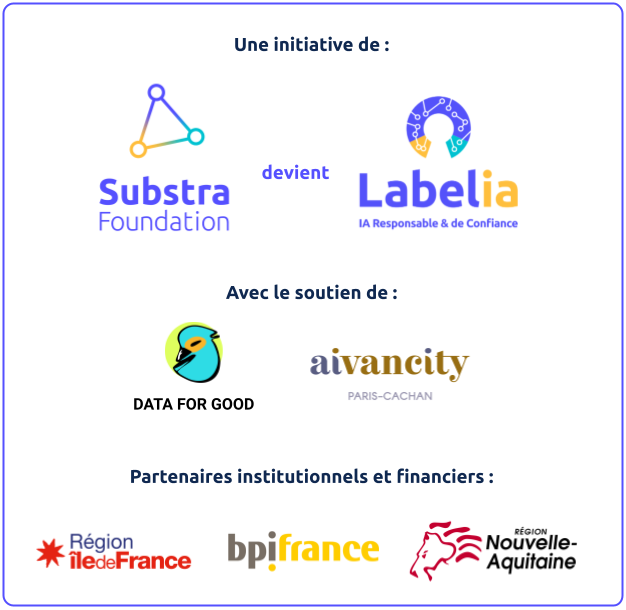 Une initiative de :
Substra
Foundation
devient
Labelia
IA Responsable & de Confiance
Avec le soutien de :
DATA FOR GOOD
aivancity
PARIS-CACHAN
Partenaires institutionnels et financiers :
Région
îledeFrance
bpifrance
RÉGION
Nouvelle-
Aquitaine